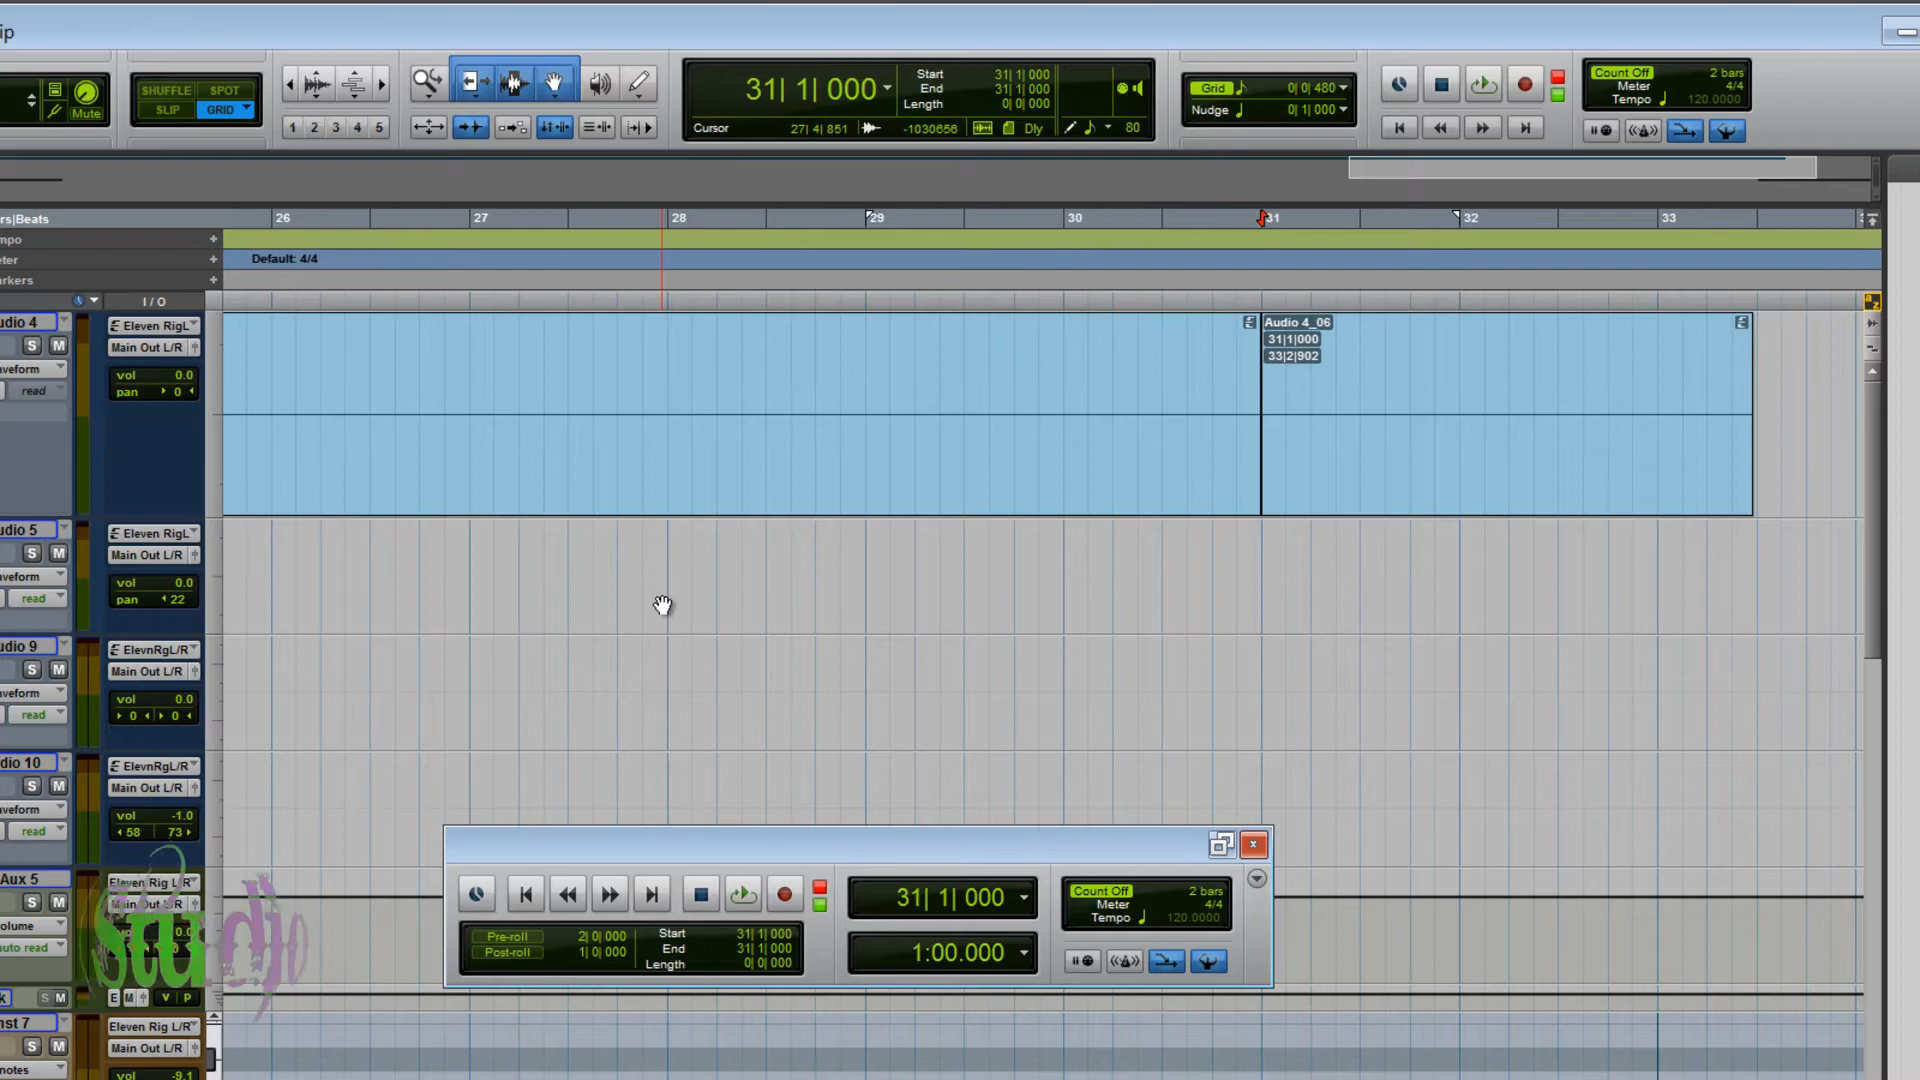 ip
SHUFFLE SPOT
SLIP GRID
Mute
1 2 3 4 5
31| 1| 000
Start 31| 1| 000
End 31| 1| 000
Length 0| 0| 000
Cursor 27| 4| 851 -1030656 Dly 80
Grid 0| 0| 480
Nudge 0| 1| 000
Count Off 2 bars
Meter 4/4
Tempo 120.0000
rs|Beats 26 27 28 29 30 31 32 33
mpo
eter Default: 4/4
arkers
I / O
udio 4 Eleven RigL
S M Main Out L/R
veform vol 0.0
read pan 0
Audio 4_06
31|1|000
33|2|902
udio 5 Eleven RigL
S M Main Out L/R
veform vol 0.0
read pan 22
udio 9 ElevnRgL/R
S M Main Out L/R
veform vol 0.0
read 0 0
dio 10 ElevnRgL/R
S M Main Out L/R
veform vol -1.0
read 58 73
Aux 5 Eleven Rig L/R
S M Main Out L/R
olume 0.0
auto read
k S M E M V P
nst 7 Eleven Rig L/R
S M Main Out L/R
notes vol -9.1
31| 1| 000
1:00.000
Pre-roll 2| 0| 000
Post-roll 1| 0| 000
Start 31| 1| 000
End 31| 1| 000
Length 0| 0| 000
Count Off 2 bars
Meter 4/4
Tempo 120.0000